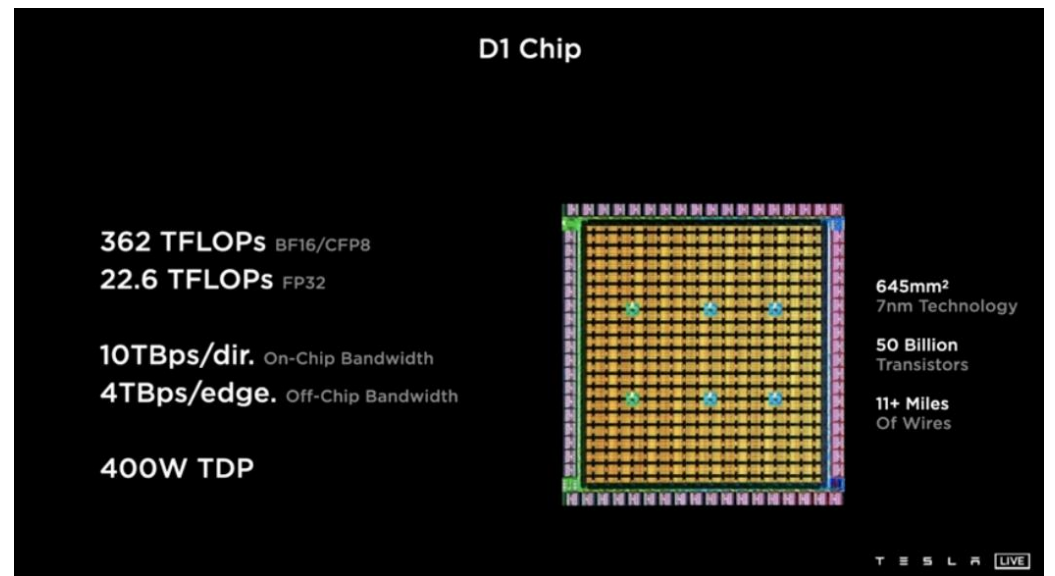 D1 Chip
362 TFLOPs BF16/CFP8
22.6 TFLOPs FP32
10TBps/dir. On-Chip Bandwidth
4TBps/edge. Off-Chip Bandwidth
400W TDP
645mm²
7nm Technology
50 Billion
Transistors
11+ Miles
Of Wires
TESLA LIVE